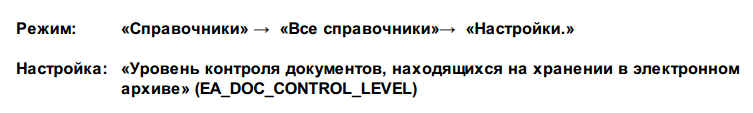 Режим: «Справочники» → «Все справочники»→ «Настройки.»
Настройка: «Уровень контроля документов, находящихся на хранении в электронном
архиве» (EA_DOC_CONTROL_LEVEL)